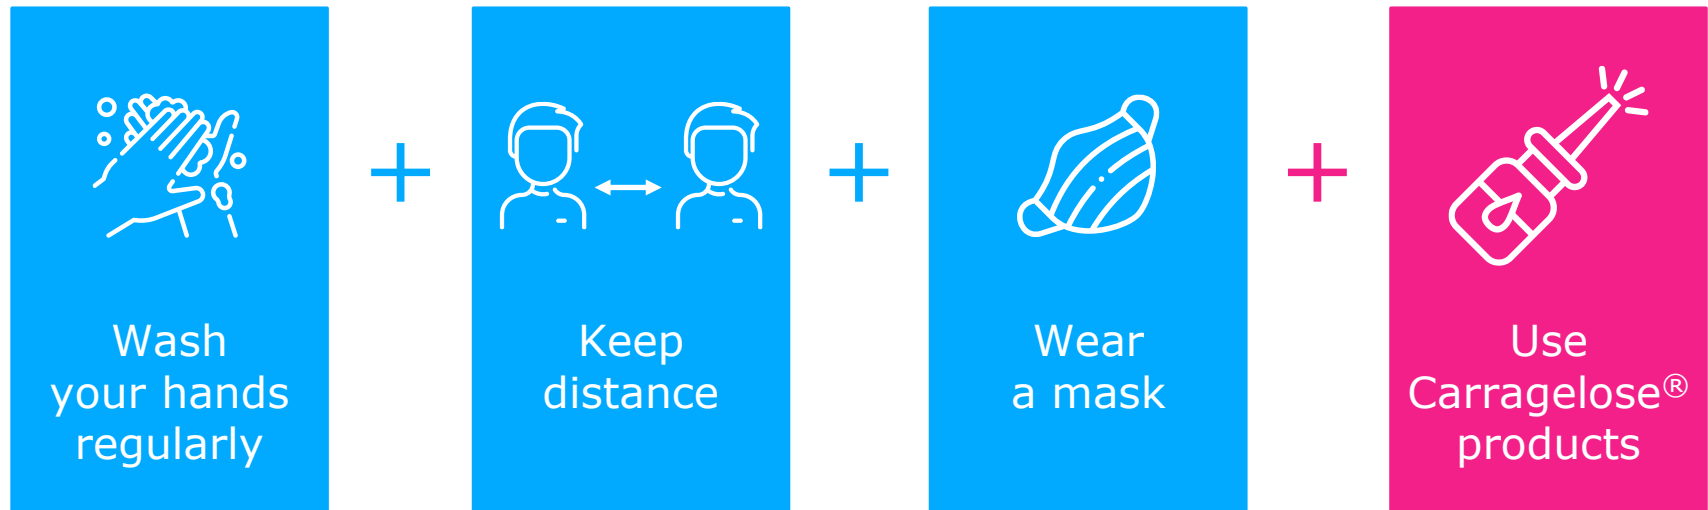 Wash
your hands
regularly
Keep
distance
Wear
a mask
Use
Carragelose®
products